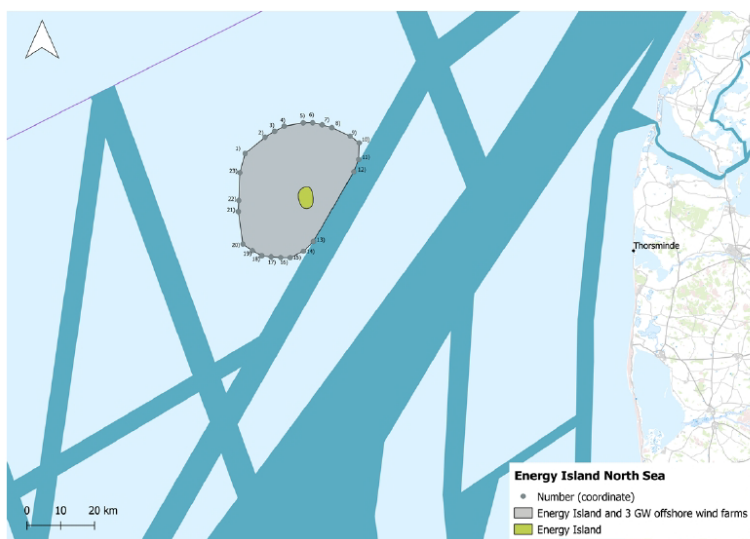 5) 6)
4) 7) 8)
3)
2) 9)
10)
1)
11)
23) 12)
22)
21)
20) 13)
19) 14)
18) 17) 16) 15)
Thorsminde
Energy Island North Sea
Number (coordinate)
Energy Island and 3 GW offshore wind farms
Energy Island
0 10 20 km